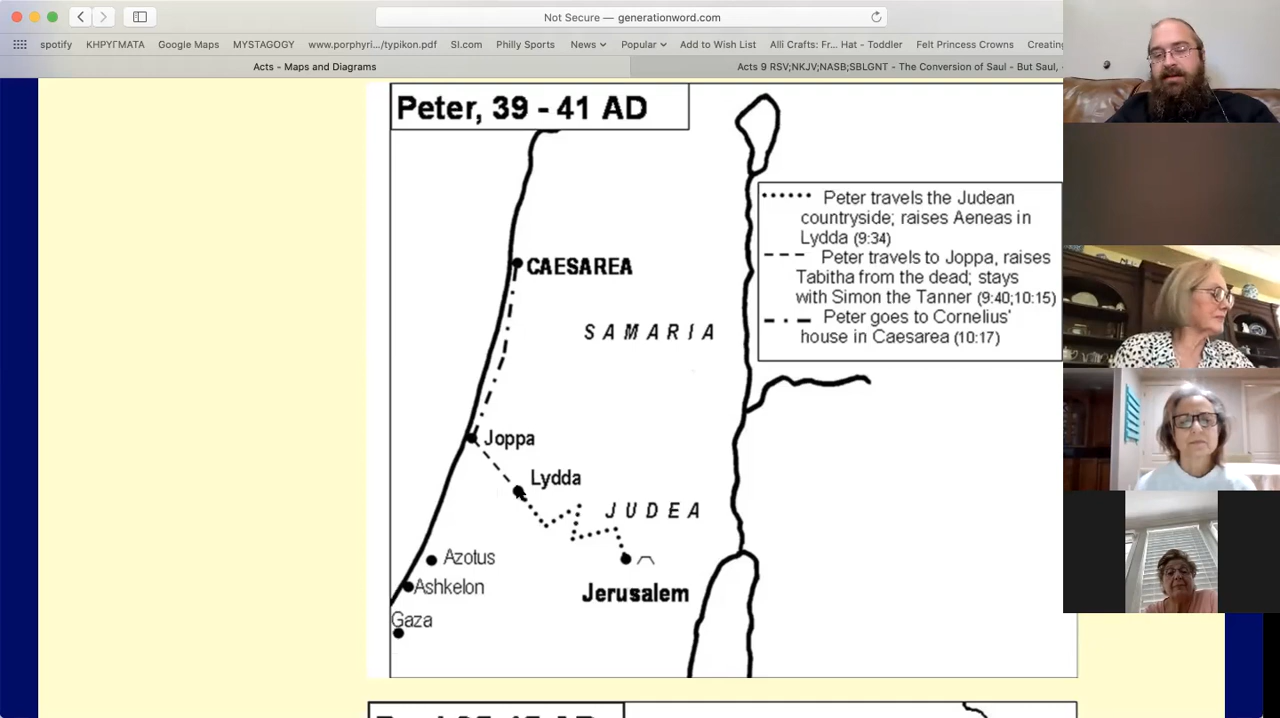 Not Secure — generationword.com
spotify ΚΗΡΥΓΜΑΤΑ Google Maps MYSTAGOGY www.porphyri.../typikon.pdf SI.com Philly Sports News Popular Add to Wish List Alli Crafts: Fr... Hat - Toddler Felt Princess Crowns Creating
Acts - Maps and Diagrams
Acts 9 RSV;NKJV;NASB;SBLGNT - The Conversion of Saul - But Saul,
Peter, 39 - 41 AD
Peter travels the Judean
countryside; raises Aeneas in
Lydda (9:34)
Peter travels to Joppa, raises
Tabitha from the dead; stays
with Simon the Tanner (9:40;10:15)
Peter goes to Cornelius'
house in Caesarea (10:17)
CAESAREA
SAMARIA
Joppa
Lydda
JUDEA
Azotus
Ashkelon
Jerusalem
Gaza